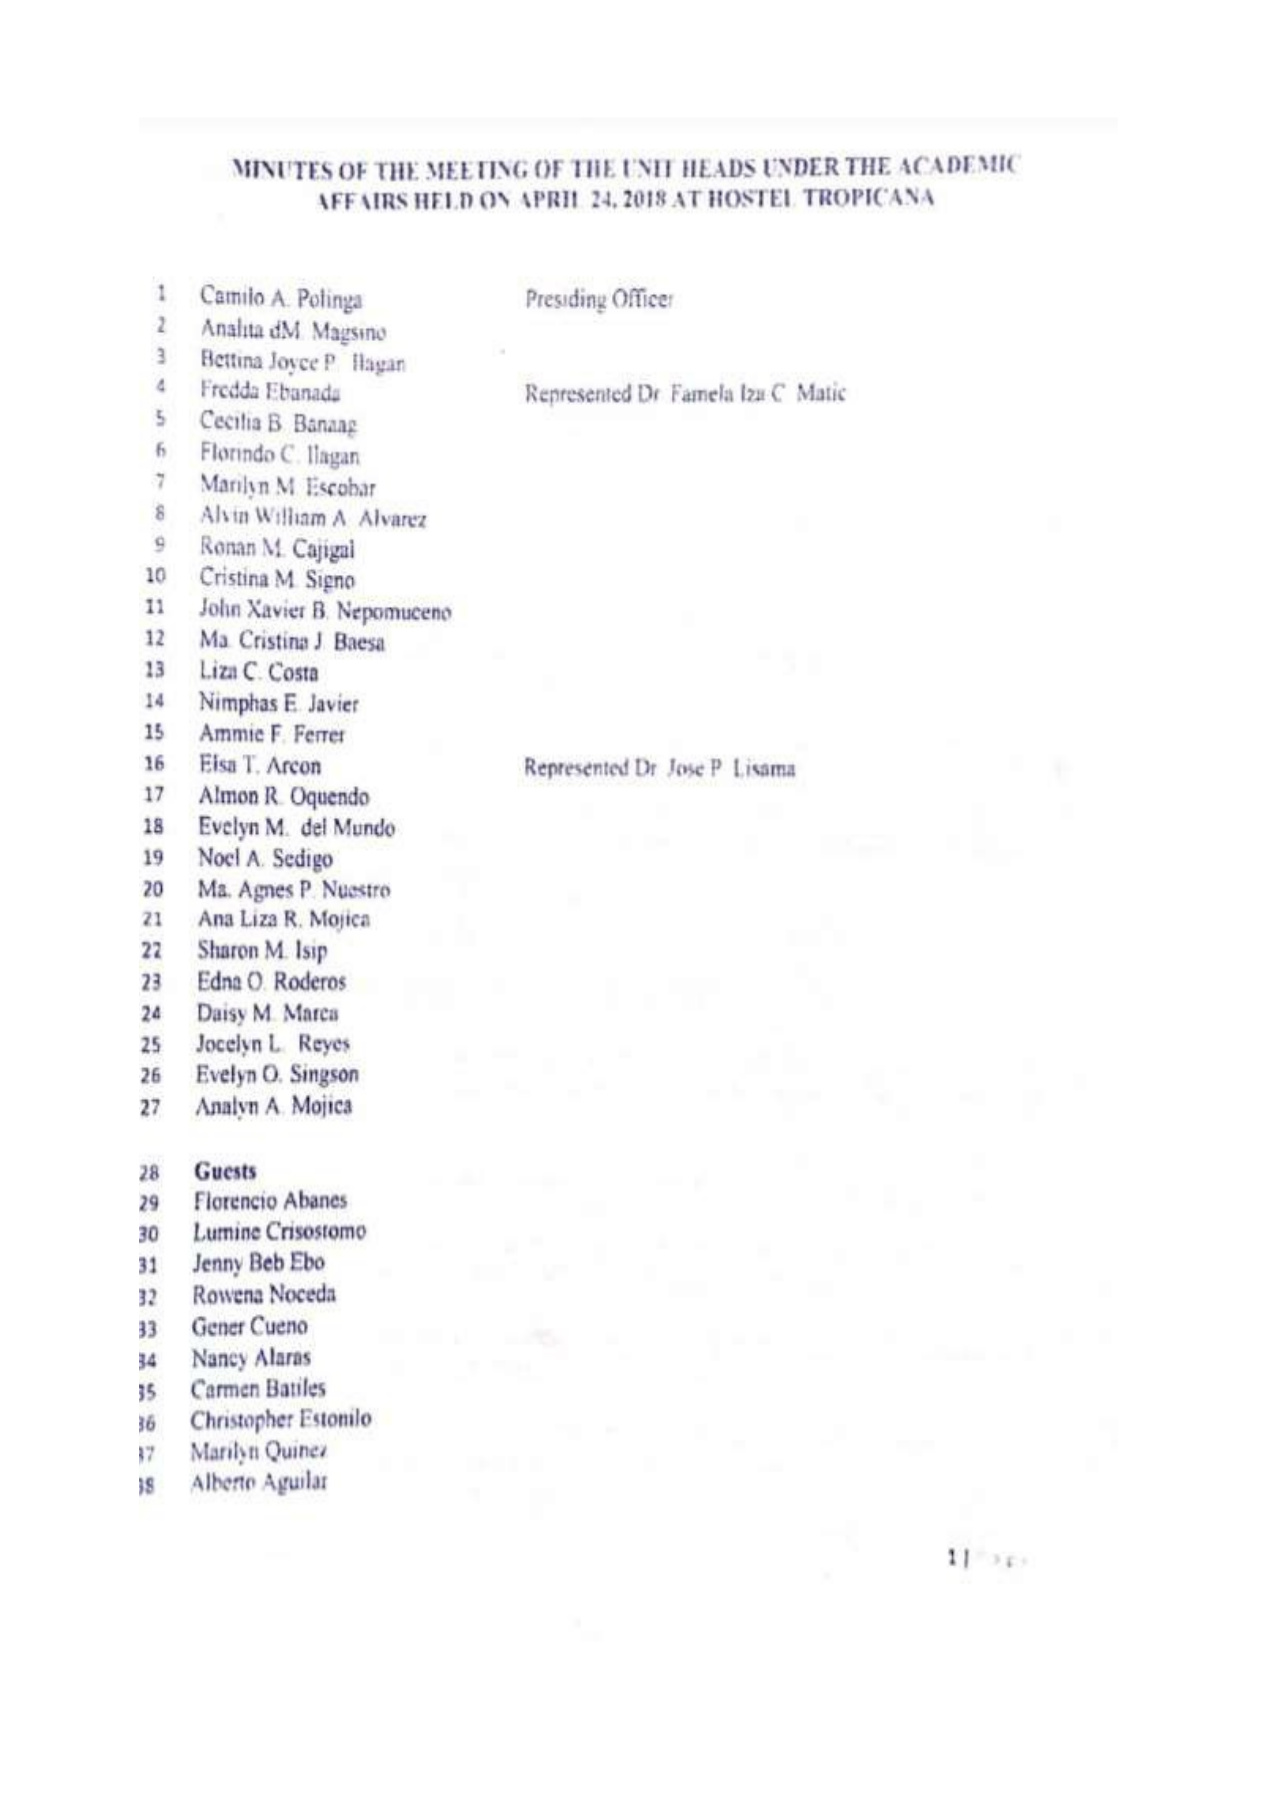 MINUTES OF THE MEETING OF THE UNIT HEADS UNDER THE ACADEMIC
AFFAIRS HELD ON APRIL 24, 2018 AT HOSTEL TROPICANA
1 Camilo A. Polinga Presiding Officer
2 Analita dM. Magsino
3 Bettina Joyce P. Ilagan
4 Fredda Ebanada Represented Dr. Famela Iza C. Matic
5 Cecilia B. Banaag
6 Florindo C. Ilagan
7 Marilyn M. Escobar
8 Alvin William A. Alvarez
9 Ronan M. Cajigal
10 Cristina M. Signo
11 John Xavier B. Nepomuceno
12 Ma. Cristina J. Baesa
13 Liza C. Costa
14 Nimphas E. Javier
15 Ammie F. Ferrer
16 Elsa T. Arcon Represented Dr. Jose P. Lisama
17 Almon R. Oquendo
18 Evelyn M. del Mundo
19 Noel A. Sedigo
20 Ma. Agnes P. Nuestro
21 Ana Liza R. Mojica
22 Sharon M. Isip
23 Edna O. Roderos
24 Daisy M. Marca
25 Jocelyn L. Reyes
26 Evelyn O. Singson
27 Analyn A. Mojica
28 Guests
29 Florencio Abanes
30 Lumine Crisostomo
31 Jenny Beb Ebo
32 Rowena Noceda
33 Gener Cueno
34 Nancy Alaras
35 Carmen Batiles
36 Christopher Estonilo
37 Marilyn Quinez
38 Alberto Aguilar
1 |